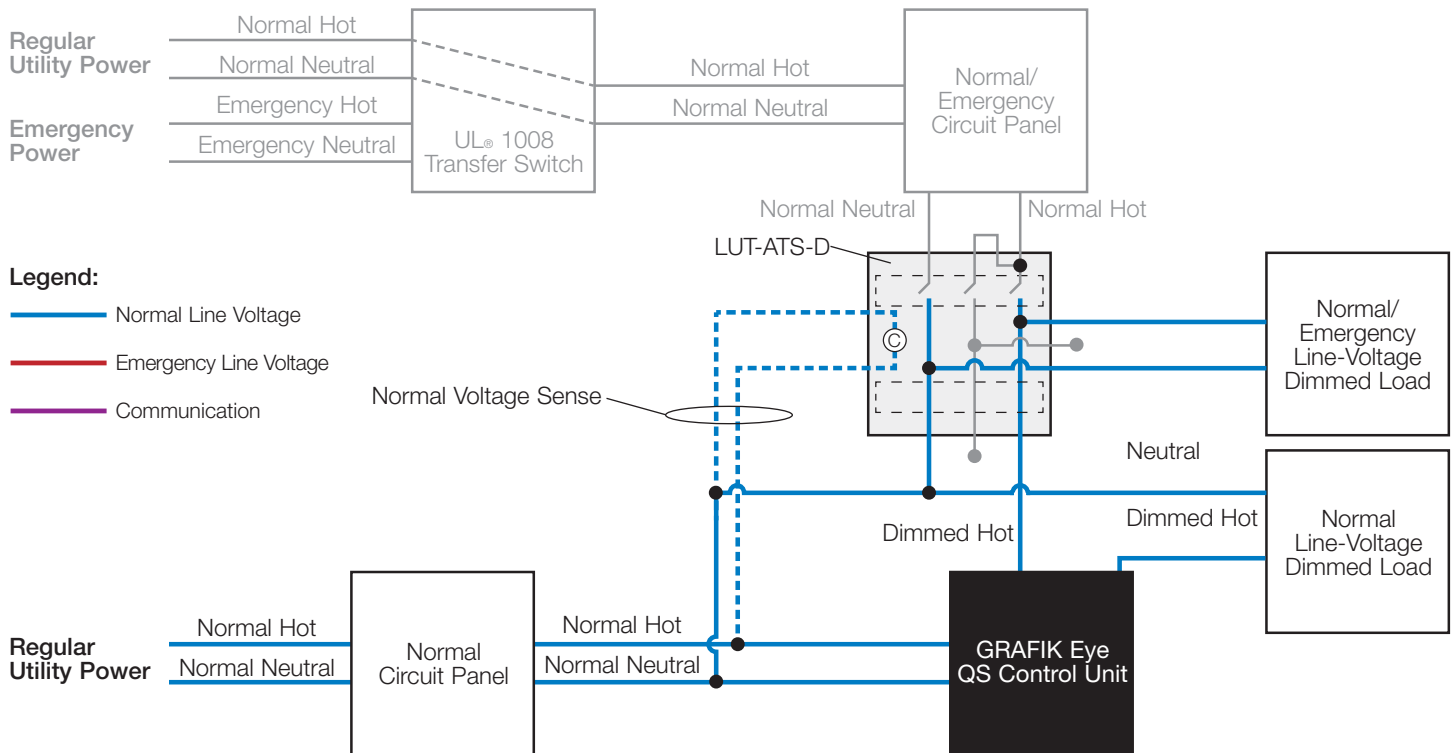 Regular
Utility Power
Normal Hot
Normal Neutral
Emergency
Power
Emergency Hot
Emergency Neutral
UL® 1008
Transfer Switch
Normal Hot
Normal Neutral
Normal/
Emergency
Circuit Panel
Normal Neutral
Normal Hot
LUT-ATS-D
Legend:
Normal Line Voltage
Emergency Line Voltage
Communication
C
Normal Voltage Sense
Normal/
Emergency
Line-Voltage
Dimmed Load
Neutral
Dimmed Hot
Dimmed Hot
Normal
Line-Voltage
Dimmed Load
Regular
Utility Power
Normal Hot
Normal Neutral
Normal
Circuit Panel
Normal Hot
Normal Neutral
GRAFIK Eye
QS Control Unit